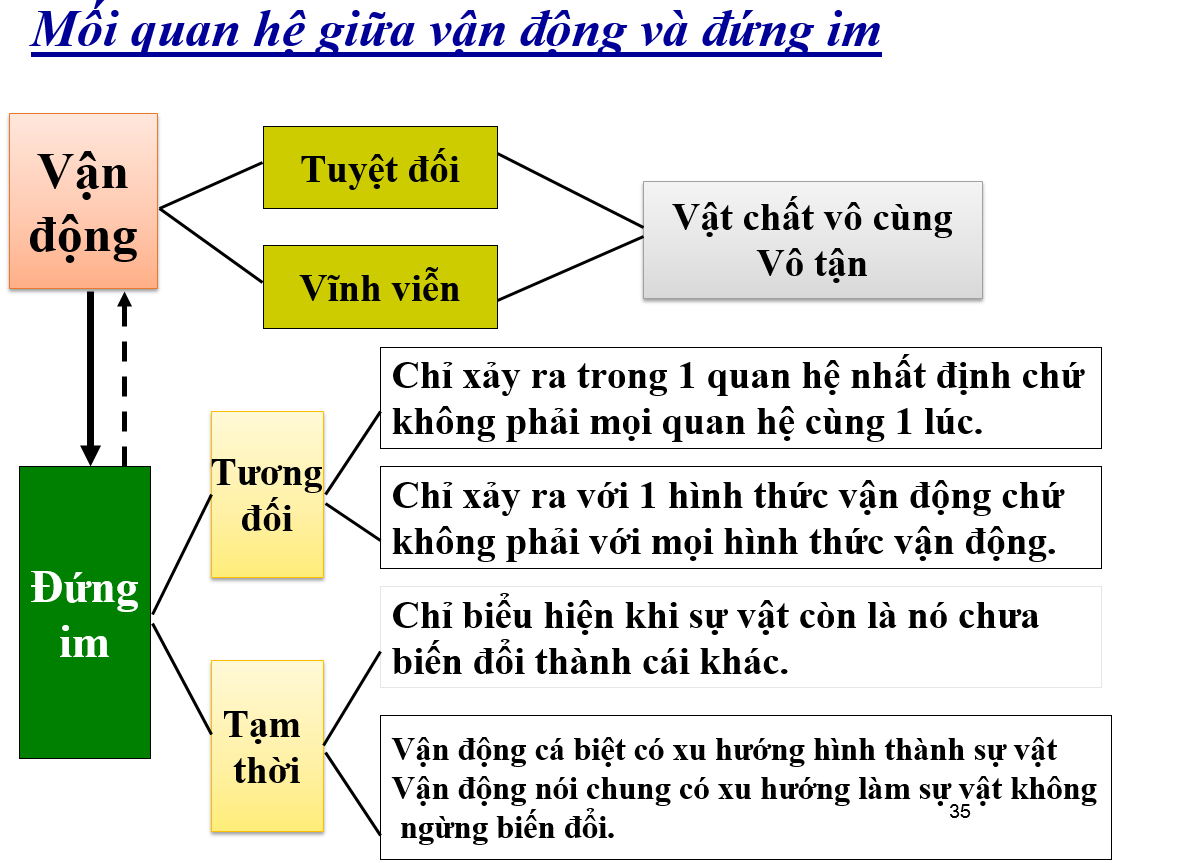 Mối quan hệ giữa vận động và đứng im
Vận
động
Tuyệt đối
Vĩnh viễn
Vật chất vô cùng
Vô tận
Đứng
im
Tương
đối
Chỉ xảy ra trong 1 quan hệ nhất định chứ
không phải mọi quan hệ cùng 1 lúc.
Chỉ xảy ra với 1 hình thức vận động chứ
không phải với mọi hình thức vận động.
Tạm
thời
Chỉ biểu hiện khi sự vật còn là nó chưa
biến đổi thành cái khác.
Vận động cá biệt có xu hướng hình thành sự vật
Vận động nói chung có xu hướng làm sự vật không
ngừng biến đổi.
35